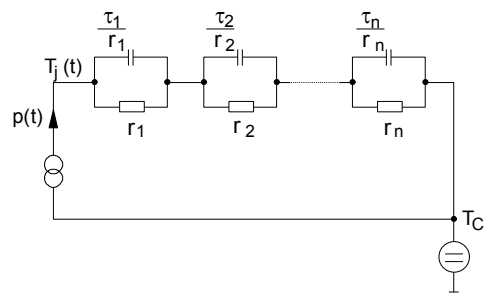 τ1/r1 τ2/r2 τn/rn
Tj (t)
r1 r2 rn
p(t)
TC